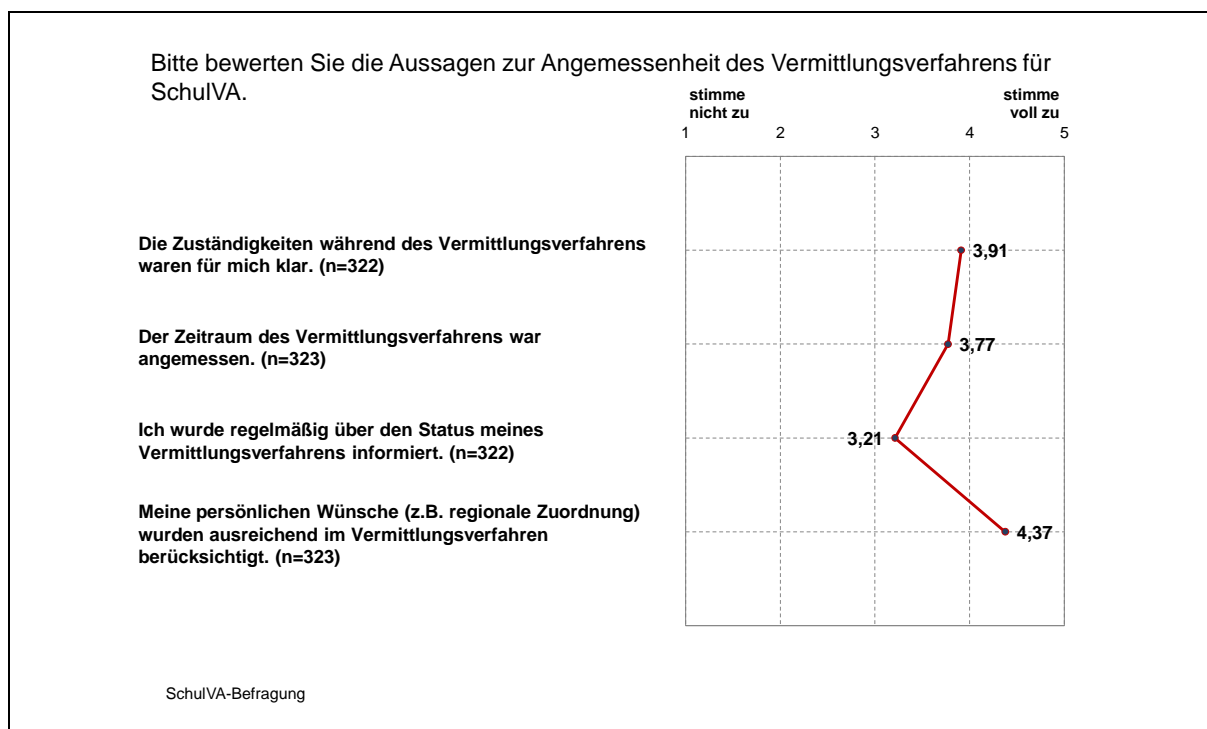 Bitte bewerten Sie die Aussagen zur Angemessenheit des Vermittlungsverfahrens für
SchulVA.
stimme
nicht zu
stimme
voll zu
1 2 3 4 5
Die Zuständigkeiten während des Vermittlungsverfahrens
waren für mich klar. (n=322)
3,91
Der Zeitraum des Vermittlungsverfahrens war
angemessen. (n=323)
3,77
Ich wurde regelmäßig über den Status meines
Vermittlungsverfahrens informiert. (n=322)
3,21
Meine persönlichen Wünsche (z.B. regionale Zuordnung)
wurden ausreichend im Vermittlungsverfahren
berücksichtigt. (n=323)
4,37
SchulVA-Befragung